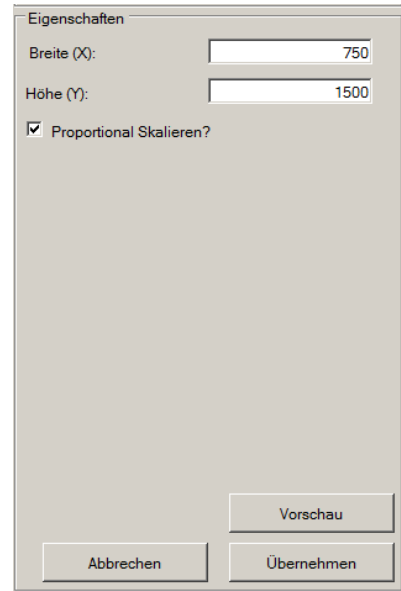 Eigenschaften
Breite (X): 750
Höhe (Y): 1500
Proportional Skalieren?
Vorschau
Abbrechen Übernehmen